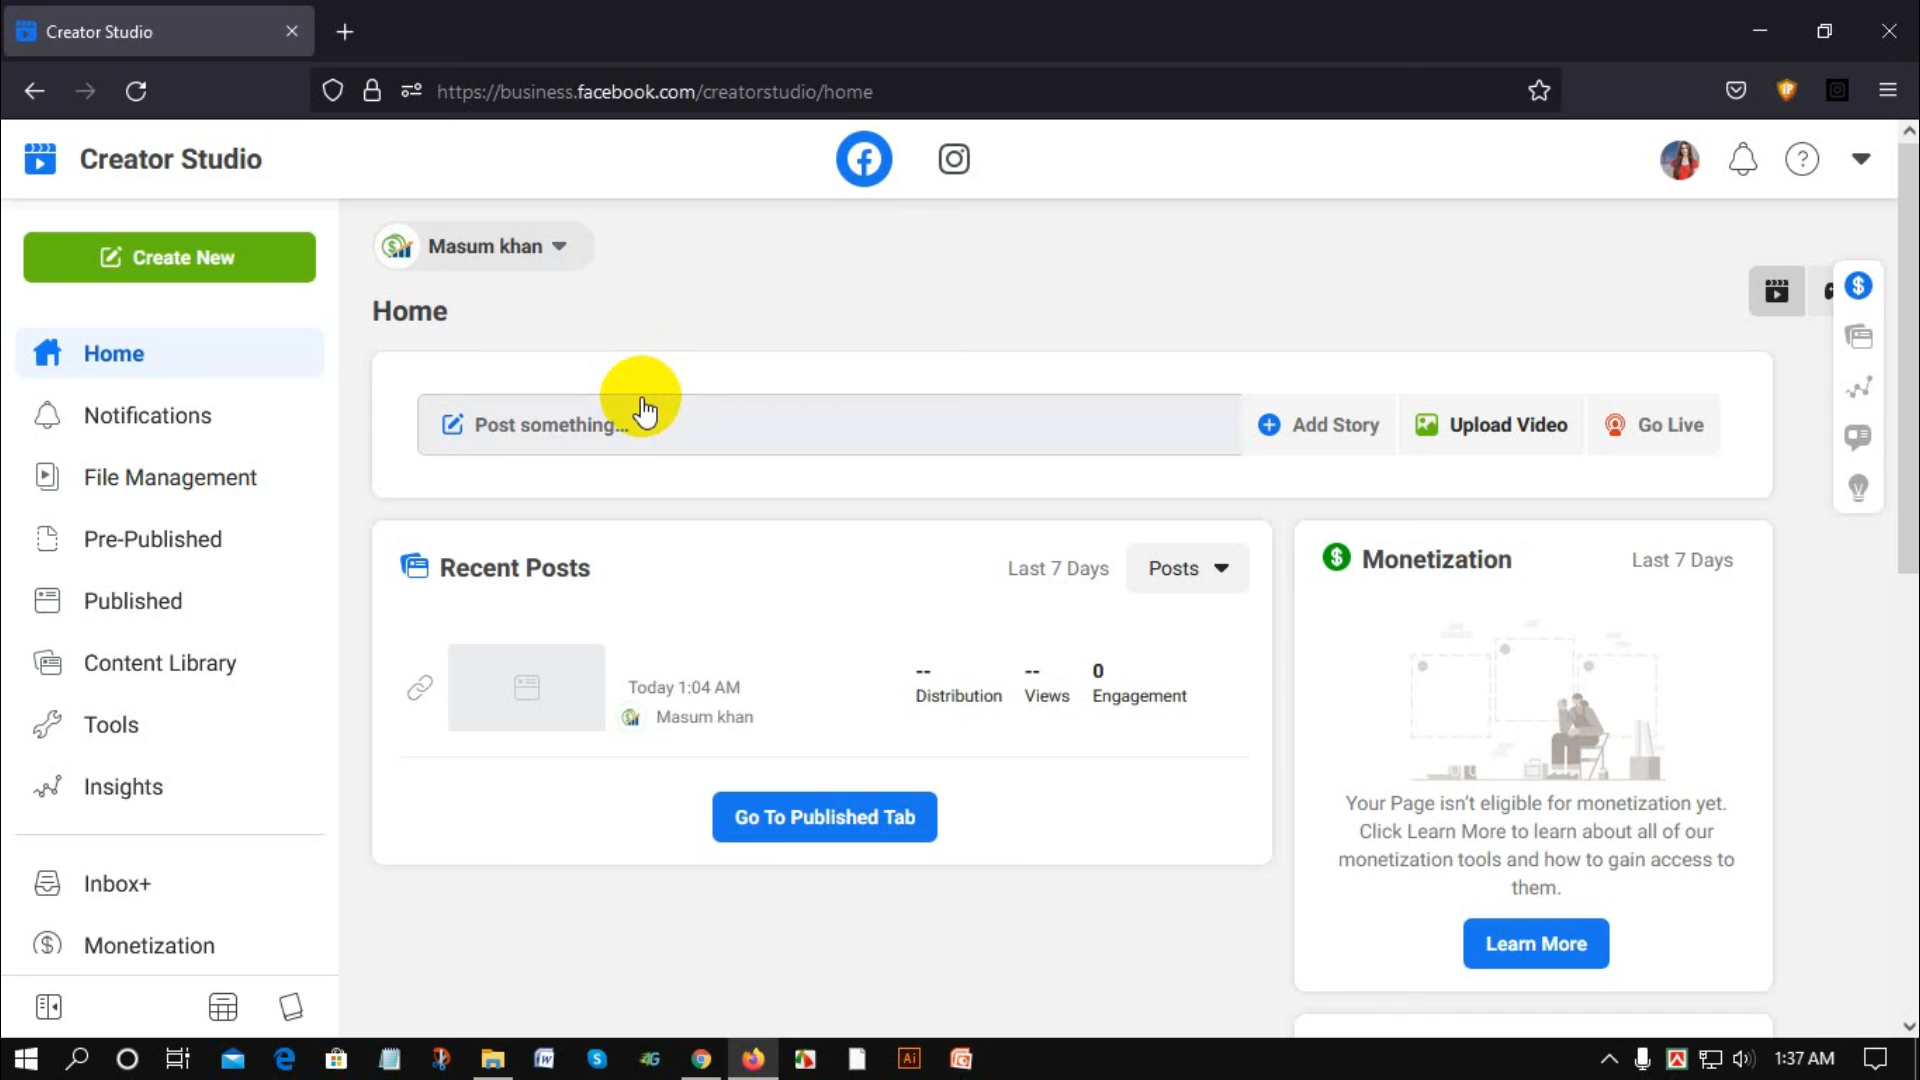 Creator Studio
https://business.facebook.com/creatorstudio/home
Creator Studio
Create New
Masum khan
Home
Home
Notifications
File Management
Pre-Published
Published
Content Library
Tools
Insights
Inbox+
Monetization
Post something...
Add Story
Upload Video
Go Live
Recent Posts
Last 7 Days
Posts
Today 1:04 AM
Masum khan
--
Distribution
--
Views
0
Engagement
Go To Published Tab
Monetization
Last 7 Days
Your Page isn't eligible for monetization yet.
Click Learn More to learn about all of our
monetization tools and how to gain access to
them.
Learn More
4G
Ai
1:37 AM